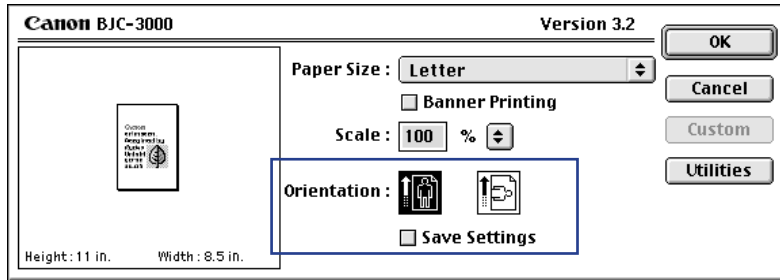 Canon BJC-3000
Version 3.2
OK
Paper Size : Letter
Cancel
Banner Printing
Custom
Scale : 100 %
Utilities
Orientation :
Save Settings
Height : 11 in. Width : 8.5 in.